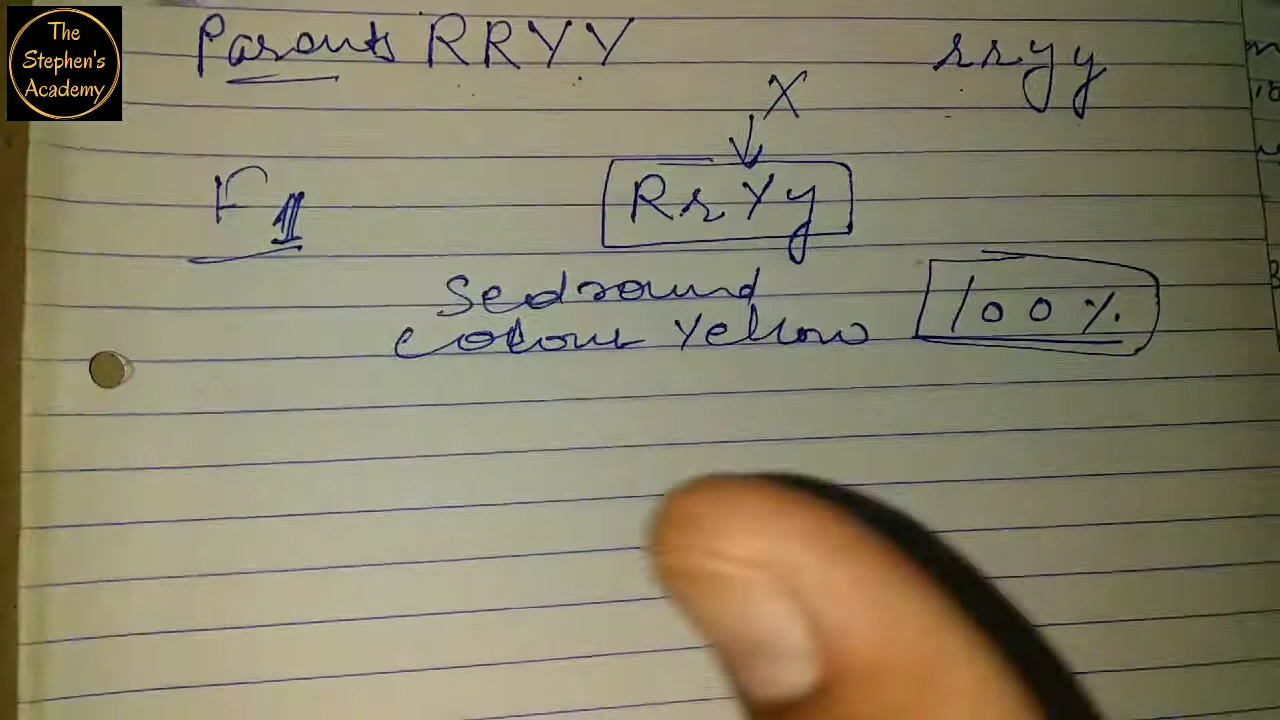 The
Stephen's
Academy
Parents RRYY rryy
X
F1 RrYy
Seed round
colour Yellow 100%